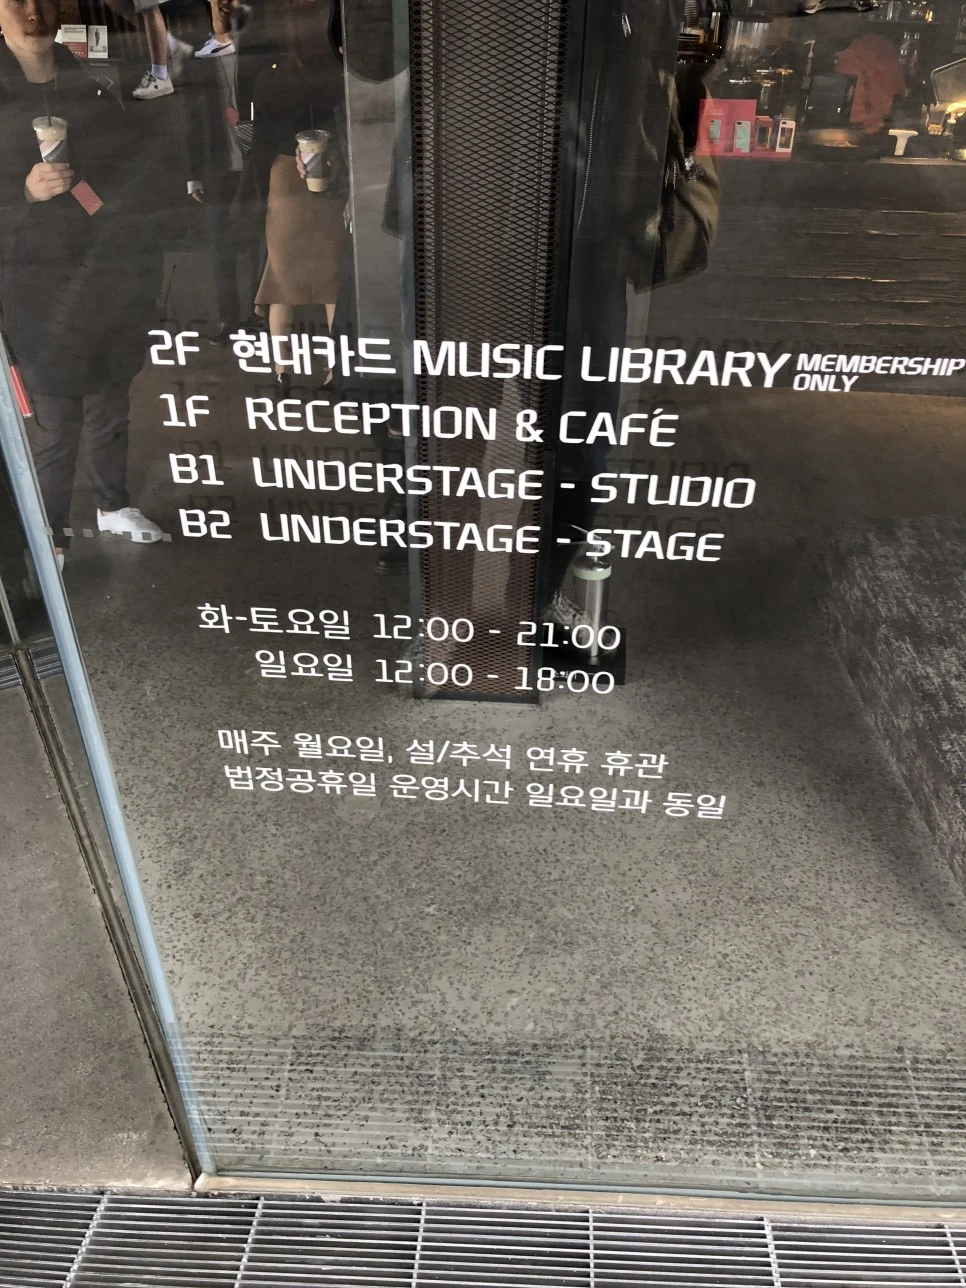 2F 현대카드 MUSIC LIBRARY MEMBERSHIP ONLY
1F RECEPTION & CAFÉ
B1 UNDERSTAGE - STUDIO
B2 UNDERSTAGE - STAGE
화-토요일 12:00 - 21:00
일요일 12:00 - 18:00
매주 월요일, 설/추석 연휴 휴관
법정공휴일 운영시간 일요일과 동일